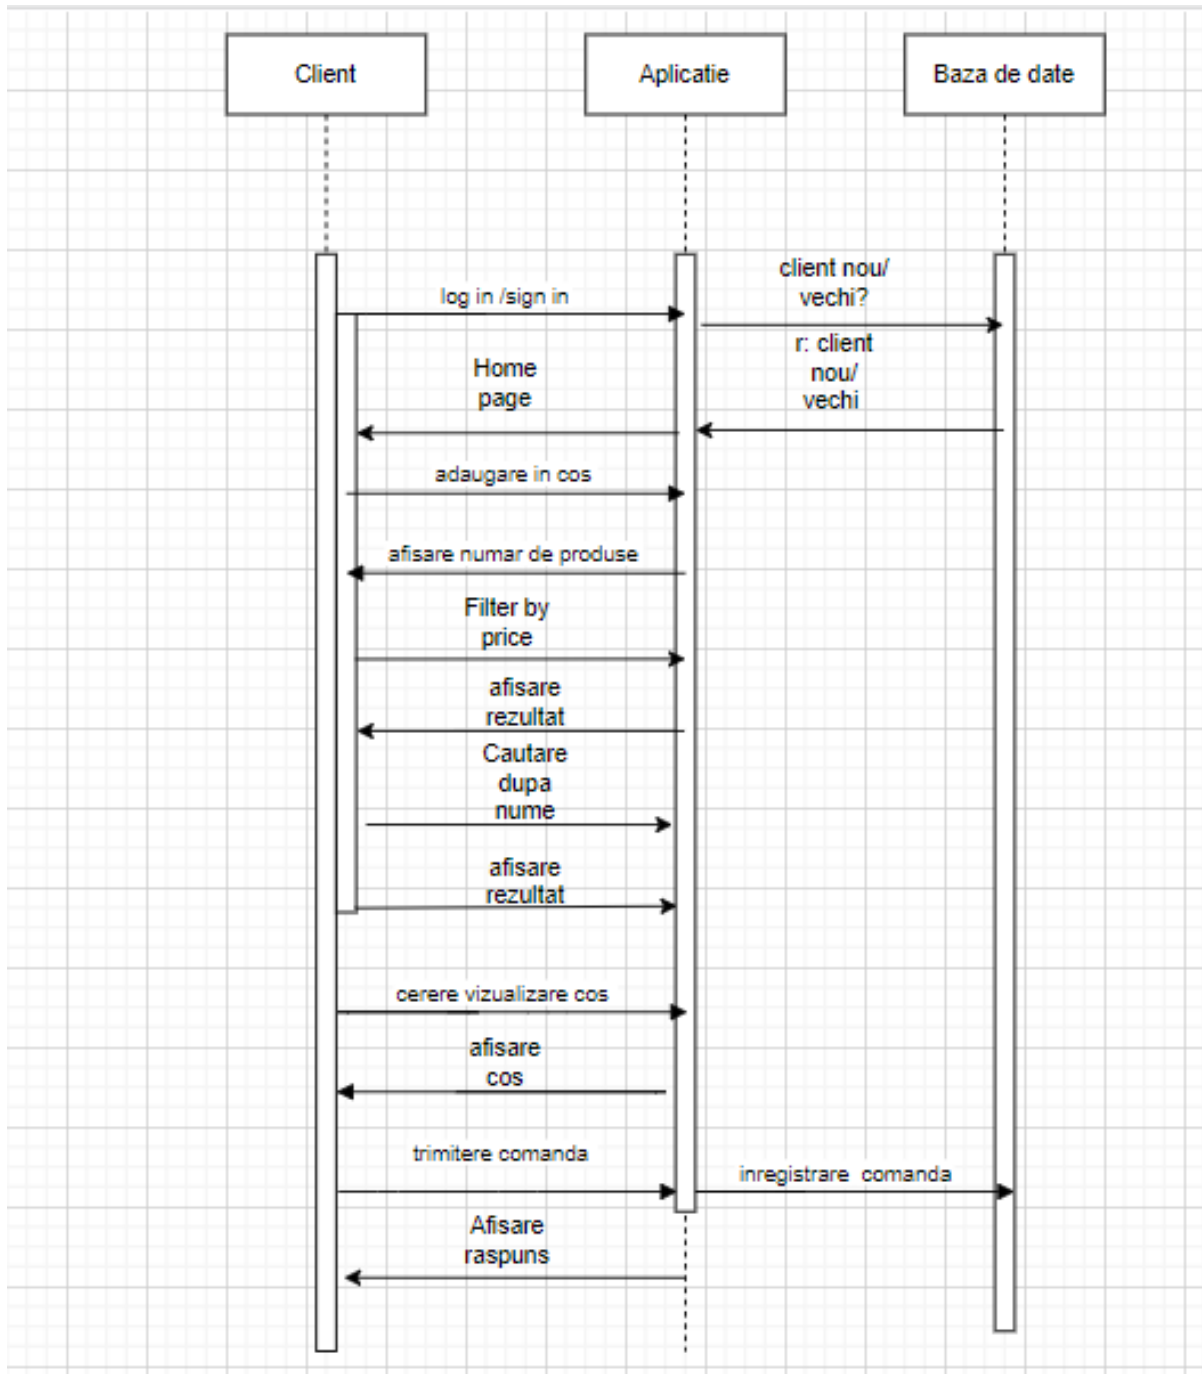 Client
Aplicatie
Baza de date
log in /sign in
client nou/
vechi?
r: client
nou/
vechi
Home
page
adaugare in cos
afisare numar de produse
Filter by
price
afisare
rezultat
Cautare
dupa
nume
afisare
rezultat
cerere vizualizare cos
afisare
cos
trimitere comanda
inregistrare  comanda
Afisare
raspuns